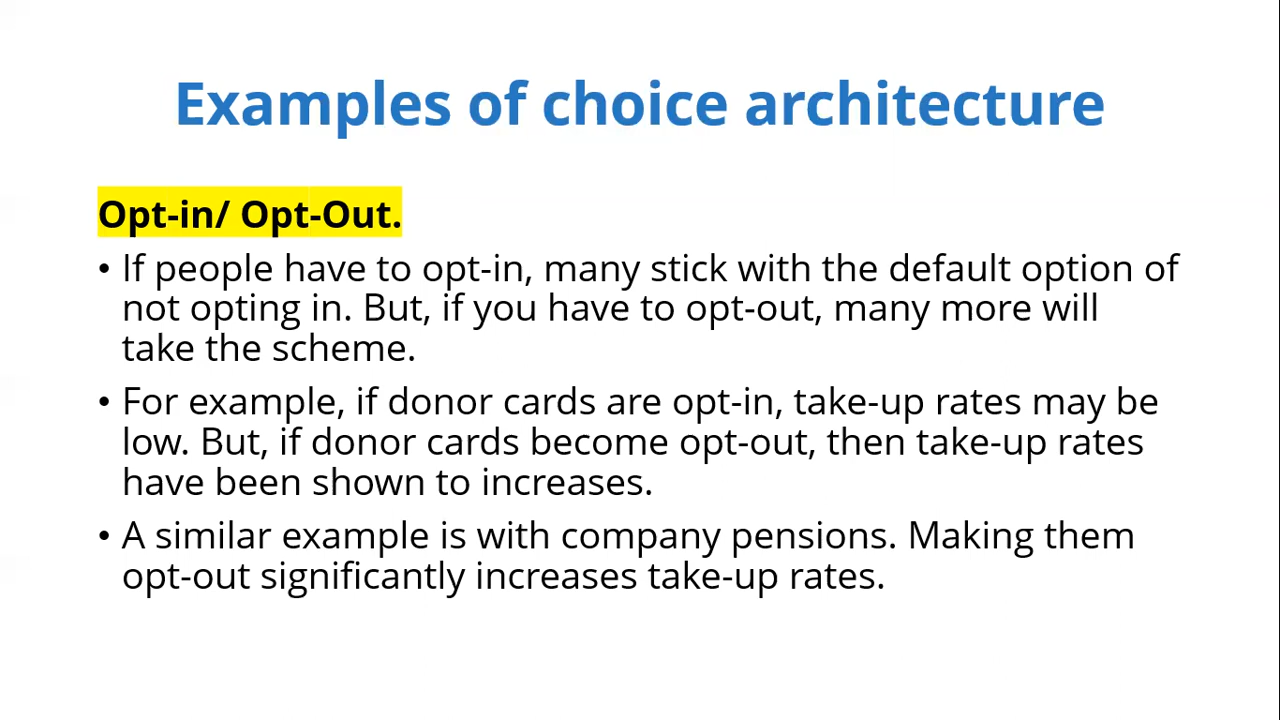 Examples of choice architecture
Opt-in/ Opt-Out.
• If people have to opt-in, many stick with the default option of
not opting in. But, if you have to opt-out, many more will
take the scheme.
• For example, if donor cards are opt-in, take-up rates may be
low. But, if donor cards become opt-out, then take-up rates
have been shown to increases.
• A similar example is with company pensions. Making them
opt-out significantly increases take-up rates.